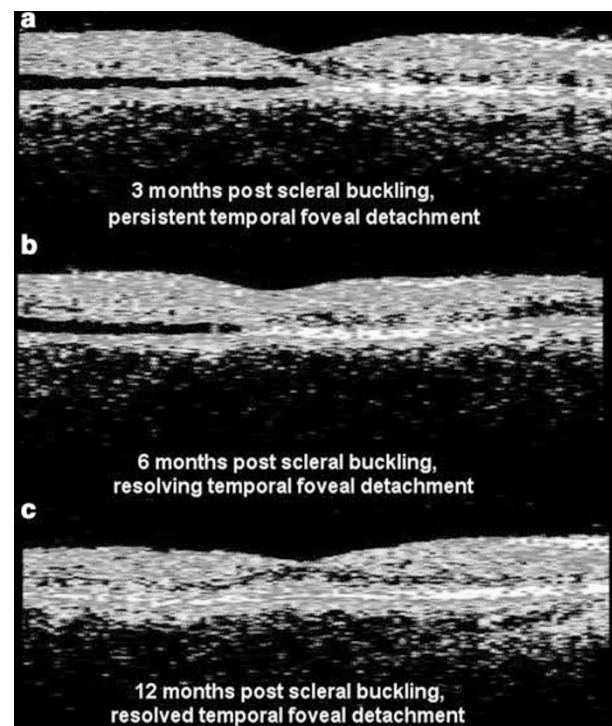 a
3 months post scleral buckling,
persistent temporal foveal detachment
b
6 months post scleral buckling,
resolving temporal foveal detachment
c
12 months post scleral buckling,
resolved temporal foveal detachment